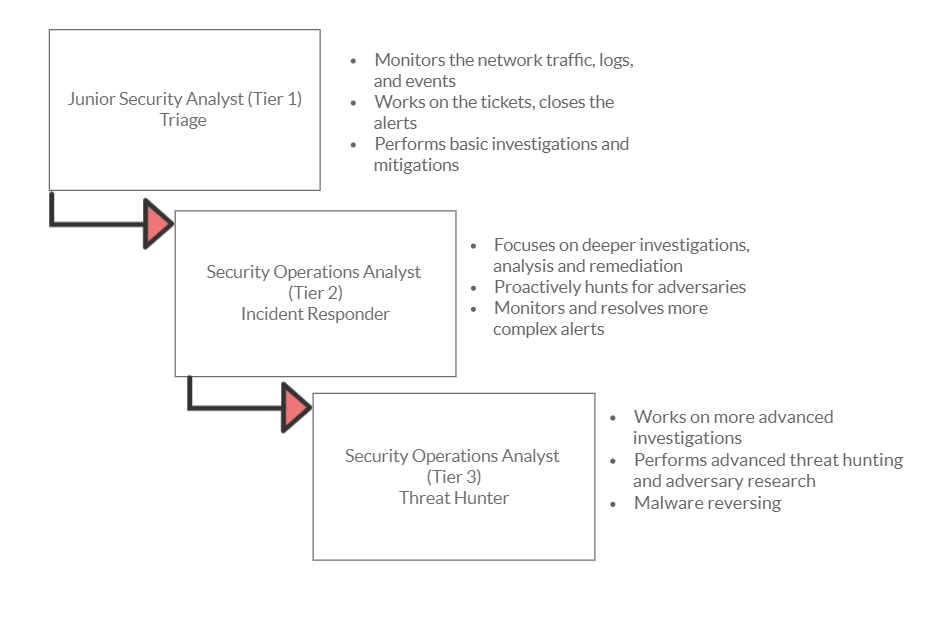 Junior Security Analyst (Tier 1)
Triage
• Monitors the network traffic, logs,
and events
• Works on the tickets, closes the
alerts
• Performs basic investigations and
mitigations
Security Operations Analyst
(Tier 2)
Incident Responder
• Focuses on deeper investigations,
analysis and remediation
• Proactively hunts for adversaries
• Monitors and resolves more
complex alerts
Security Operations Analyst
(Tier 3)
Threat Hunter
• Works on more advanced
investigations
• Performs advanced threat hunting
and adversary research
• Malware reversing